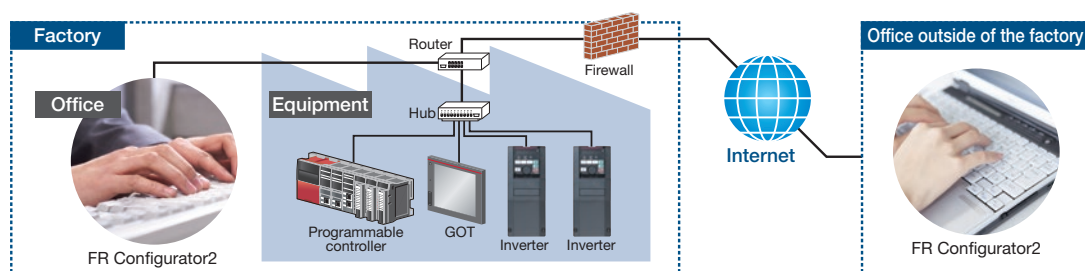 Factory
Office
FR Configurator2
Equipment
Router
Hub
Programmable
controller
GOT
Inverter
Inverter
Firewall
Internet
Office outside of the factory
FR Configurator2